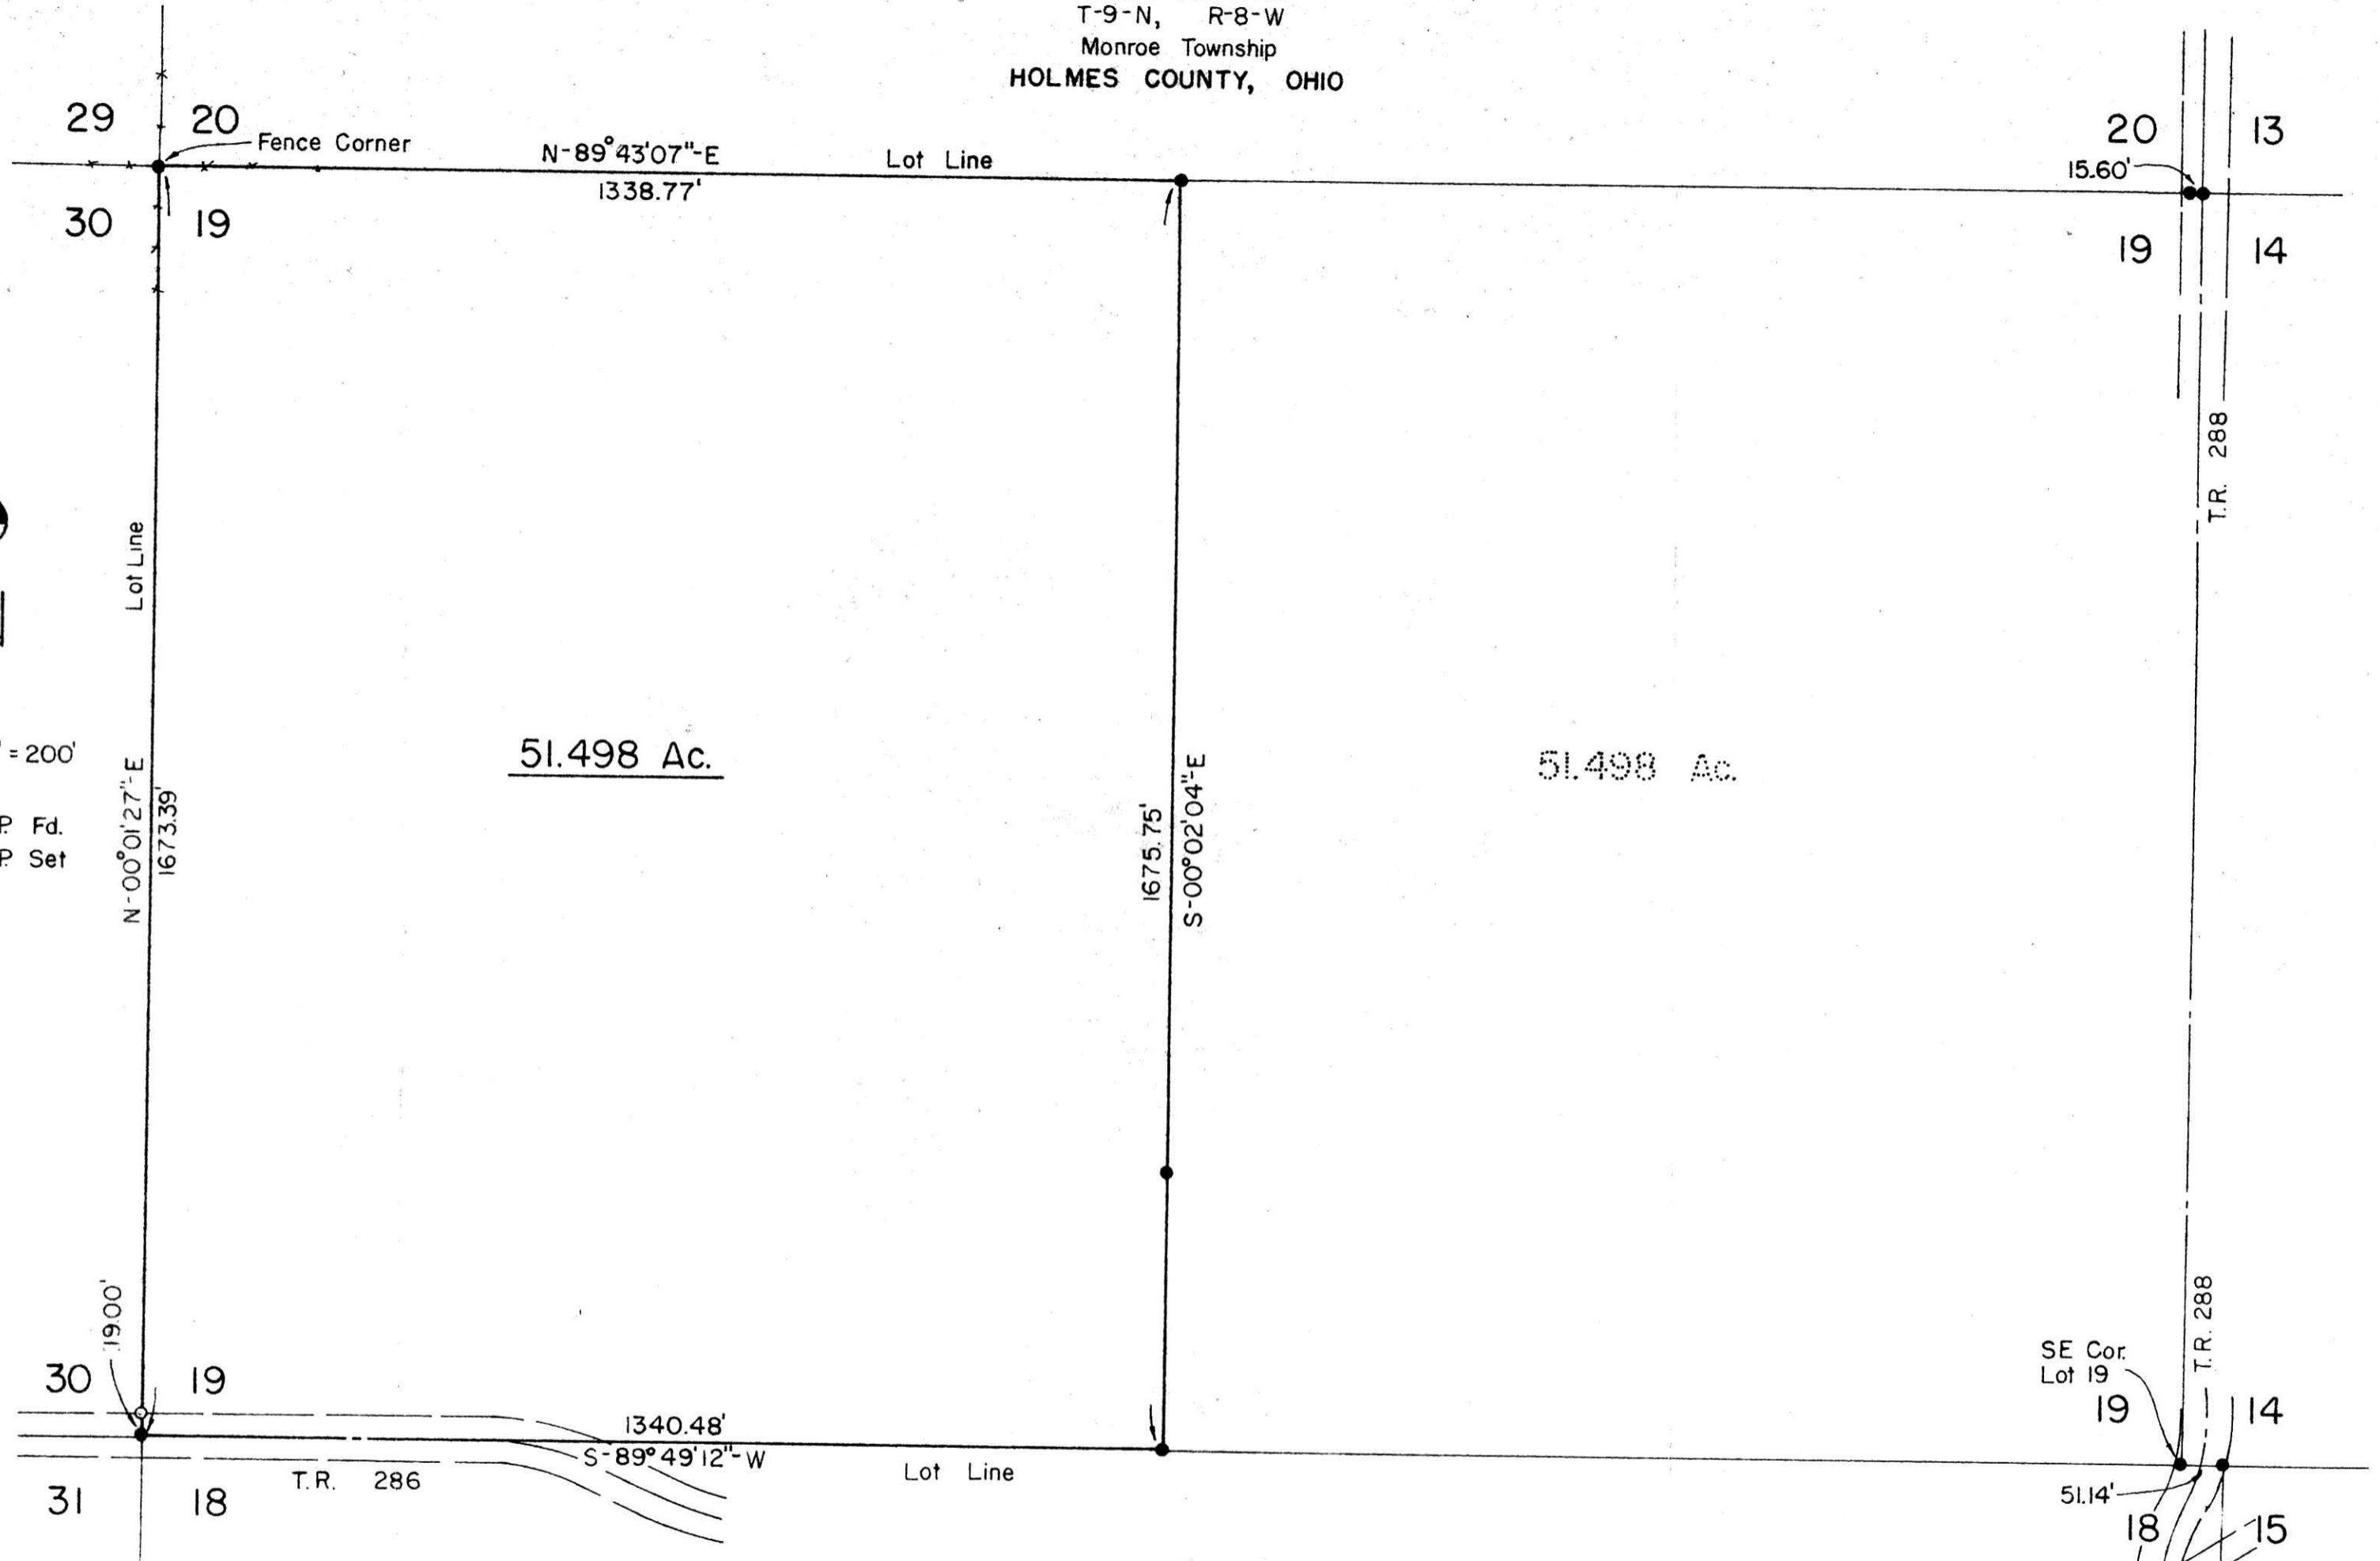 T-9-N, R-8-W
Monroe Township
HOLMES COUNTY, OHIO
29
20
Fence Corner
N-89°43'07"-E
Lot Line
1338.77'
20
13
15.60'
30
19
19
14
T.R. 288
Lot Line
= 200'
51.498 Ac.
51.498 Ac.
N-00°01'27"-E
1673.39'
1675.75'
S-00°02'04"-E
P. Fd.
P. Set
19.00'
T.R. 288
SE Cor.
Lot 19
30
19
19
14
1340.48'
S-89°49'12"-W
Lot Line
T.R. 286
51.14'
31
18
18
15